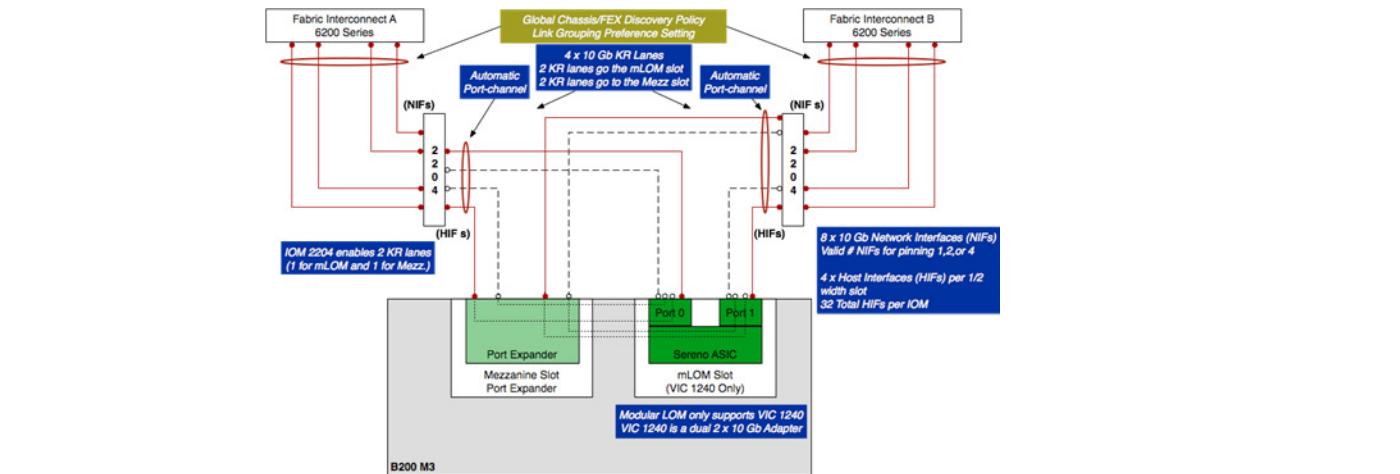 Fabric Interconnect A
6200 Series
Global Chassis/FEX Discovery Policy
Link Grouping Preference Setting
Fabric Interconnect B
6200 Series
4 x 10 Gb KR Lanes
2 KR lanes go the mLOM slot
2 KR lanes go to the Mezz slot
Automatic
Port-channel
Automatic
Port-channel
(NIFs)
(NIF s)
2
2
0
4
2
2
0
4
(HIF s)
(HIFs)
IOM 2204 enables 2 KR lanes
(1 for mLOM and 1 for Mezz.)
8 x 10 Gb Network Interfaces (NIFs)
Valid # NIFs for pinning 1,2,or 4
4 x Host Interfaces (HIFs) per 1/2
width slot
32 Total HIFs per IOM
Port 0
Port 1
Port Expander
Sereno ASIC
Mezzanine Slot
Port Expander
mLOM Slot
(VIC 1240 Only)
Modular LOM only supports VIC 1240
VIC 1240 is a dual 2 x 10 Gb Adapter
B200 M3